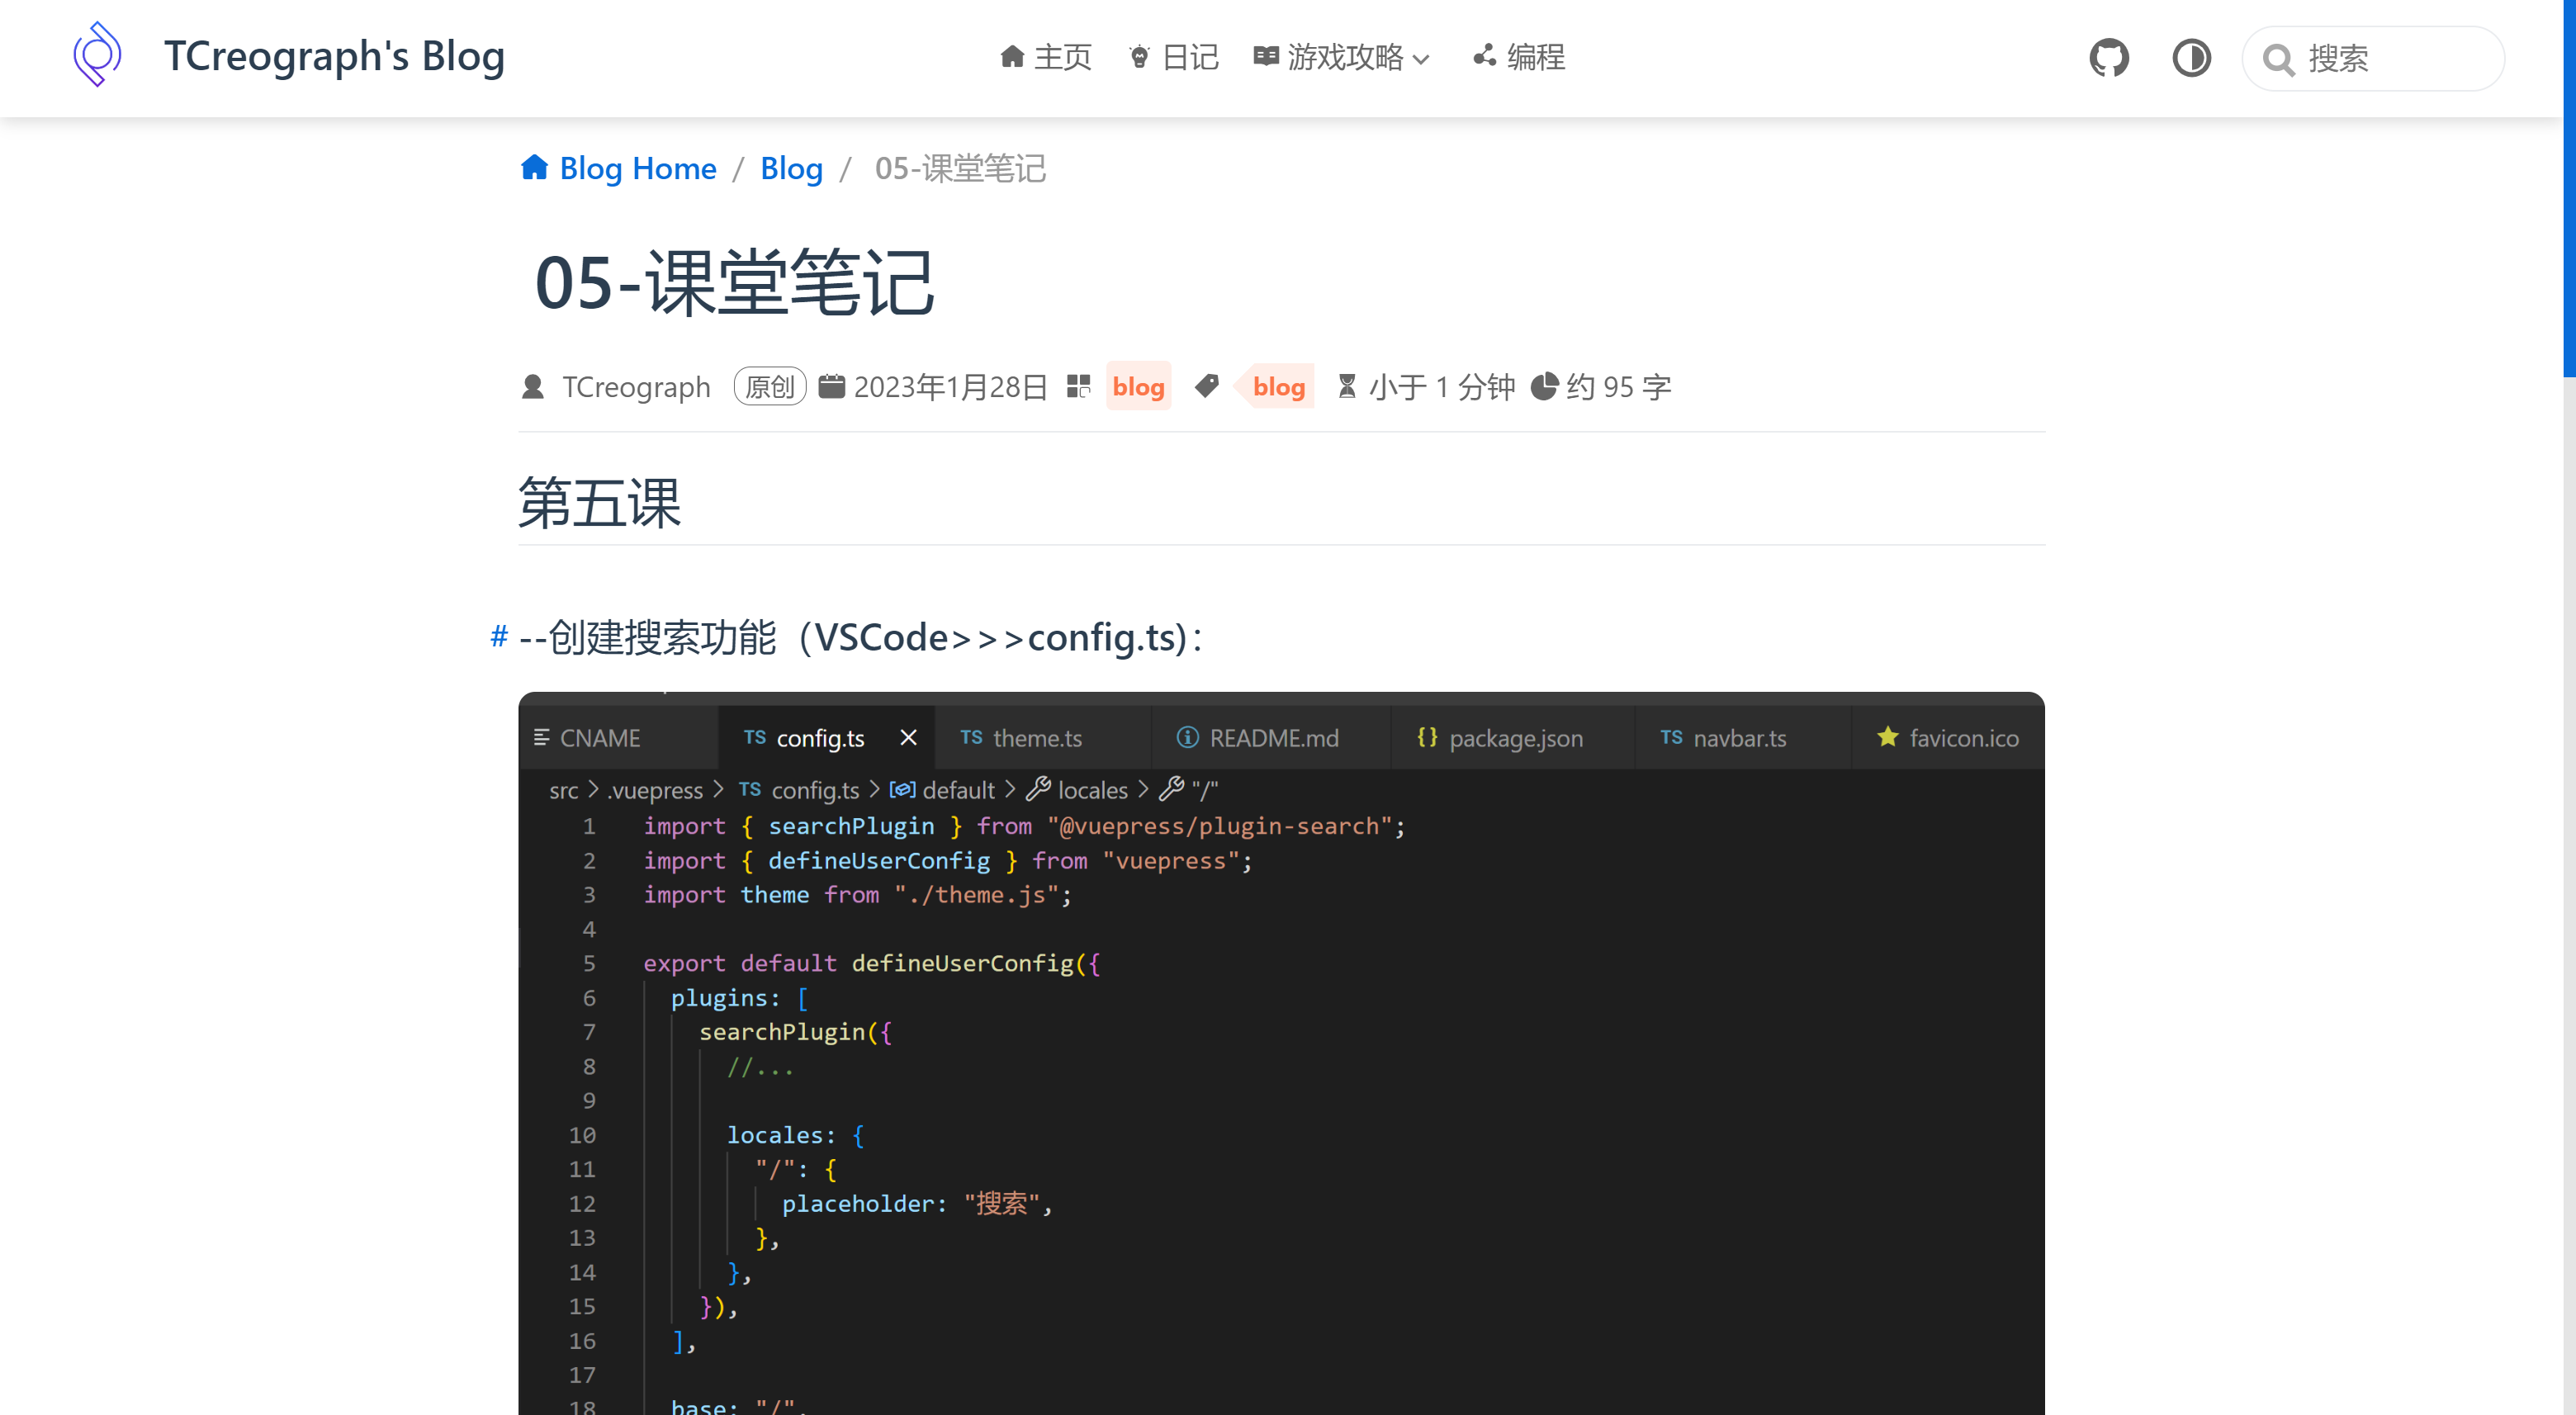 TCreograph's Blog 主页 日记 游戏攻略 编程 搜索
Blog Home / Blog / 05-课堂笔记
05-课堂笔记
TCreograph 原创 2023年1月28日 blog blog 小于 1 分钟 约 95 字
第五课
# --创建搜索功能（VSCode>>>config.ts)：
CNAME TS config.ts TS theme.ts README.md {} package.json TS navbar.ts favicon.ico
src > .vuepress > TS config.ts > default > locales > "/"
1 import { searchPlugin } from "@vuepress/plugin-search";
2 import { defineUserConfig } from "vuepress";
3 import theme from "./theme.js";
4
5 export default defineUserConfig({
6 plugins: [
7 searchPlugin({
8 //...
9
10 locales: {
11 "/": {
12 placeholder: "搜索",
13 },
14 },
15 }),
16 ],
17
18 base: "/",